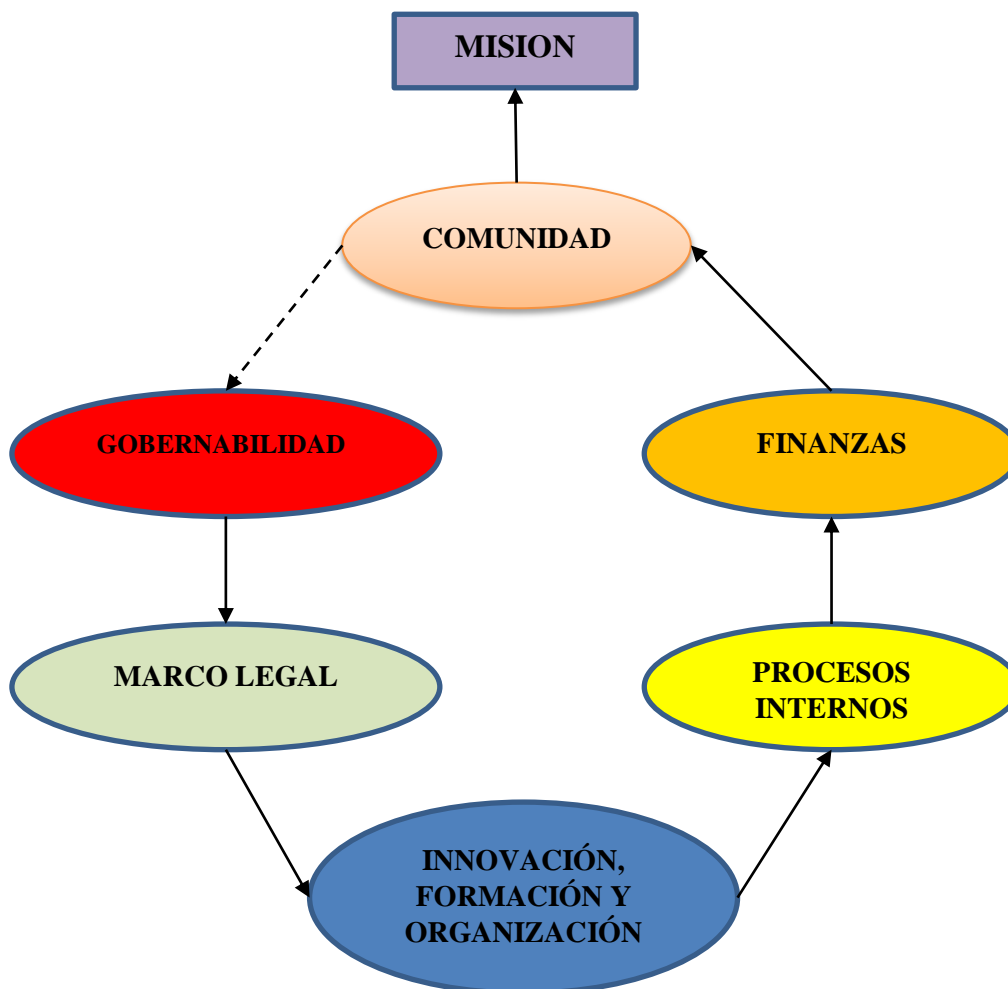 MISION
COMUNIDAD
GOBERNABILIDAD
FINANZAS
MARCO LEGAL
PROCESOS
INTERNOS
INNOVACIÓN,
FORMACIÓN Y
ORGANIZACIÓN